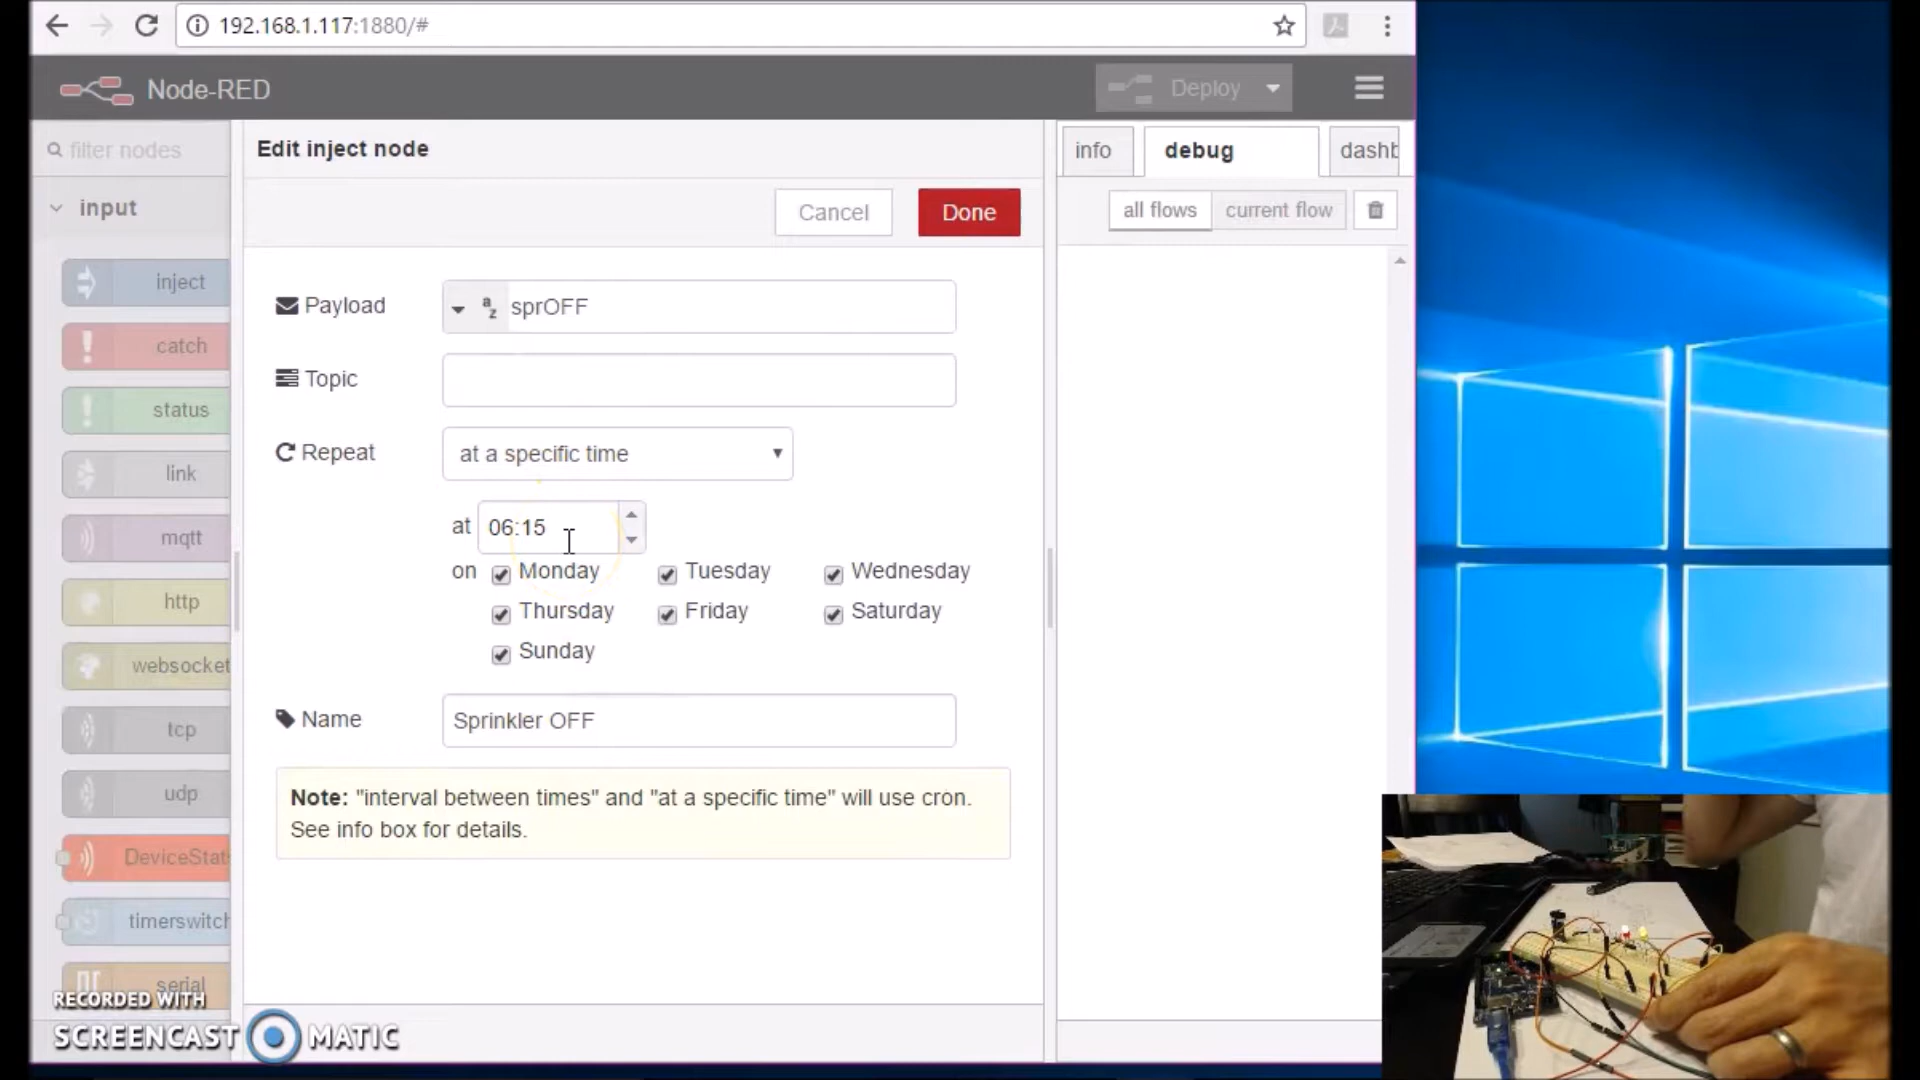 192.168.1.117:1880/#
Node-RED
Deploy
filter nodes
Edit inject node
info
debug
dashb
Cancel
Done
all flows
current flow
input
inject
catch
status
link
mqtt
http
websocket
tcp
udp
DeviceStat
timerswitch
serial
Payload
az
sprOFF
Topic
Repeat
at a specific time
at
06:15
on
Monday
Tuesday
Wednesday
Thursday
Friday
Saturday
Sunday
Name
Sprinkler OFF
Note: "interval between times" and "at a specific time" will use cron.
See info box for details.
RECORDED WITH
SCREENCAST MATIC